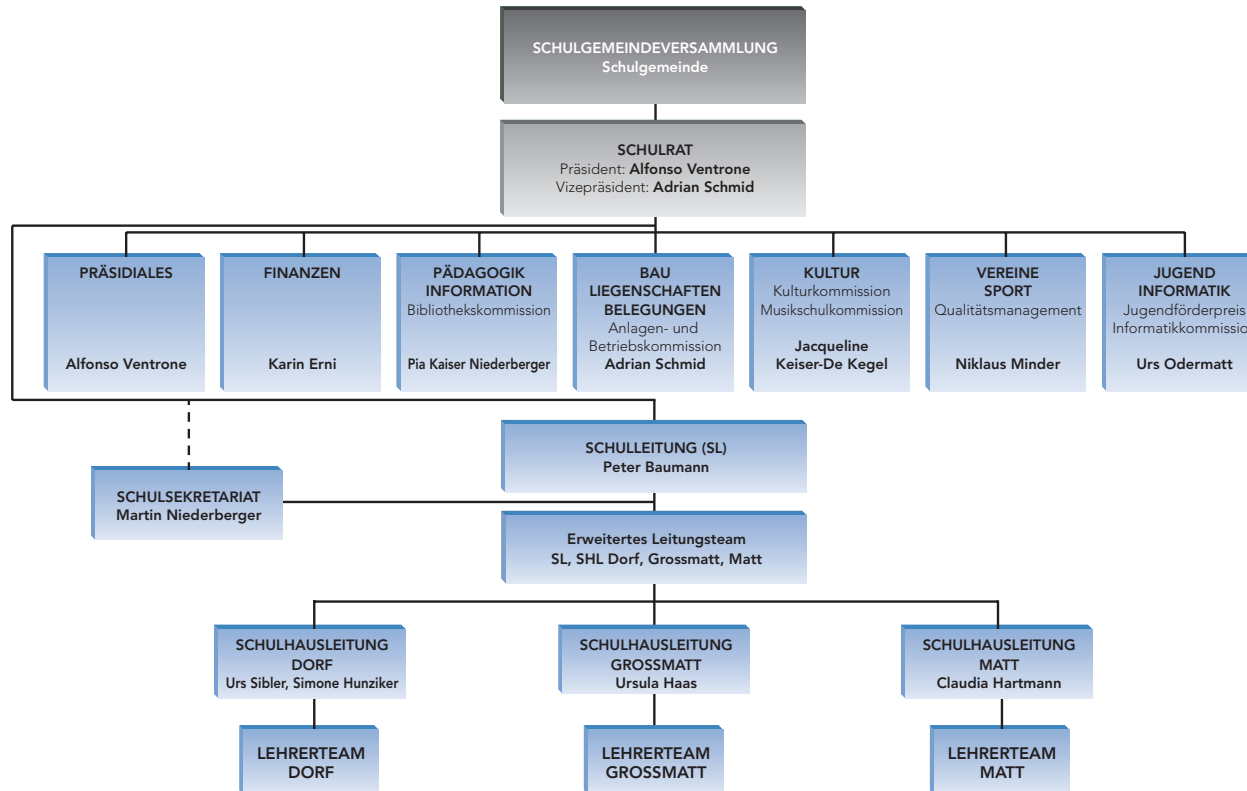 SCHULGEMEINDEVERSAMMLUNG
Schulgemeinde
SCHULRAT
Präsident: Alfonso Ventrone
Vizepräsident: Adrian Schmid
PRÄSIDIALES
Alfonso Ventrone
FINANZEN
Karin Erni
PÄDAGOGIK
INFORMATION
Bibliothekskommission
Pia Kaiser Niederberger
BAU
LIEGENSCHAFTEN
BELEGUNGEN
Anlagen- und
Betriebskommission
Adrian Schmid
KULTUR
Kulturkommission
Musikschulkommission
Jacqueline
Keiser-De Kegel
VEREINE
SPORT
Qualitätsmanagement
Niklaus Minder
JUGEND
INFORMATIK
Jugendförderpreis
Informatikkommission
Urs Odermatt
SCHULLEITUNG (SL)
Peter Baumann
SCHULSEKRETARIAT
Martin Niederberger
Erweitertes Leitungsteam
SL, SHL Dorf, Grossmatt, Matt
SCHULHAUSLEITUNG
DORF
Urs Sibler, Simone Hunziker
SCHULHAUSLEITUNG
GROSSMATT
Ursula Haas
SCHULHAUSLEITUNG
MATT
Claudia Hartmann
LEHRERTEAM
DORF
LEHRERTEAM
GROSSMATT
LEHRERTEAM
MATT